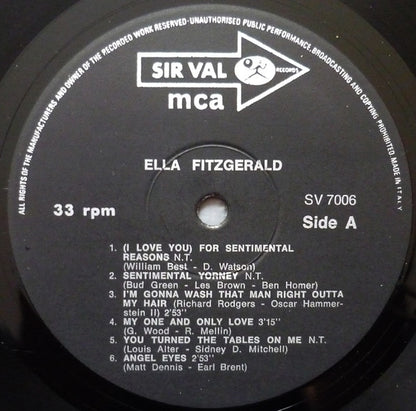 ALL RIGHTS OF THE MANUFACTURERS AND OWNER OF THE RECORDED WORK RESERVED-UNAUTHORISED PUBLIC PERFORMANCE, BROADCASTING AND COPYING PROHIBITED MADE IN ITALY
SIR VAL RECORDS
mca
ELLA FITZGERALD
33 rpm
SV 7006
Side A
1. (I LOVE YOU) FOR SENTIMENTAL
REASONS N.T.
(William Best - D. Watson)
2. SENTIMENTAL YORNEY N.T.
(Bud Green - Les Brown - Ben Homer)
3. I'M GONNA WASH THAT MAN RIGHT OUTTA
MY HAIR (Richard Rodgers - Oscar Hammer-
stein II) 2'53"
4. MY ONE AND ONLY LOVE 3'15"
(G. Wood - R. Mellin)
5. YOU TURNED THE TABLES ON ME N.T.
(Louis Alter - Sidney D. Mitchell)
6. ANGEL EYES 2'53"
(Matt Dennis - Earl Brent)